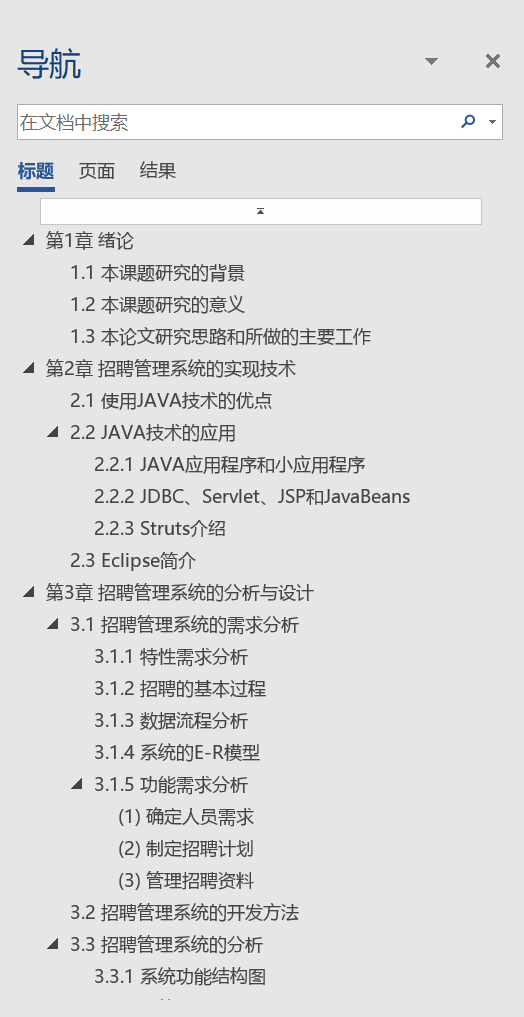 导航
在文档中搜索
标题 页面 结果
第1章 绪论
1.1 本课题研究的背景
1.2 本课题研究的意义
1.3 本论文研究思路和所做的主要工作
第2章 招聘管理系统的实现技术
2.1 使用JAVA技术的优点
2.2 JAVA技术的应用
2.2.1 JAVA应用程序和小应用程序
2.2.2 JDBC、Servlet、JSP和JavaBeans
2.2.3 Struts介绍
2.3 Eclipse简介
第3章 招聘管理系统的分析与设计
3.1 招聘管理系统的需求分析
3.1.1 特性需求分析
3.1.2 招聘的基本过程
3.1.3 数据流程分析
3.1.4 系统的E-R模型
3.1.5 功能需求分析
(1) 确定人员需求
(2) 制定招聘计划
(3) 管理招聘资料
3.2 招聘管理系统的开发方法
3.3 招聘管理系统的分析
3.3.1 系统功能结构图